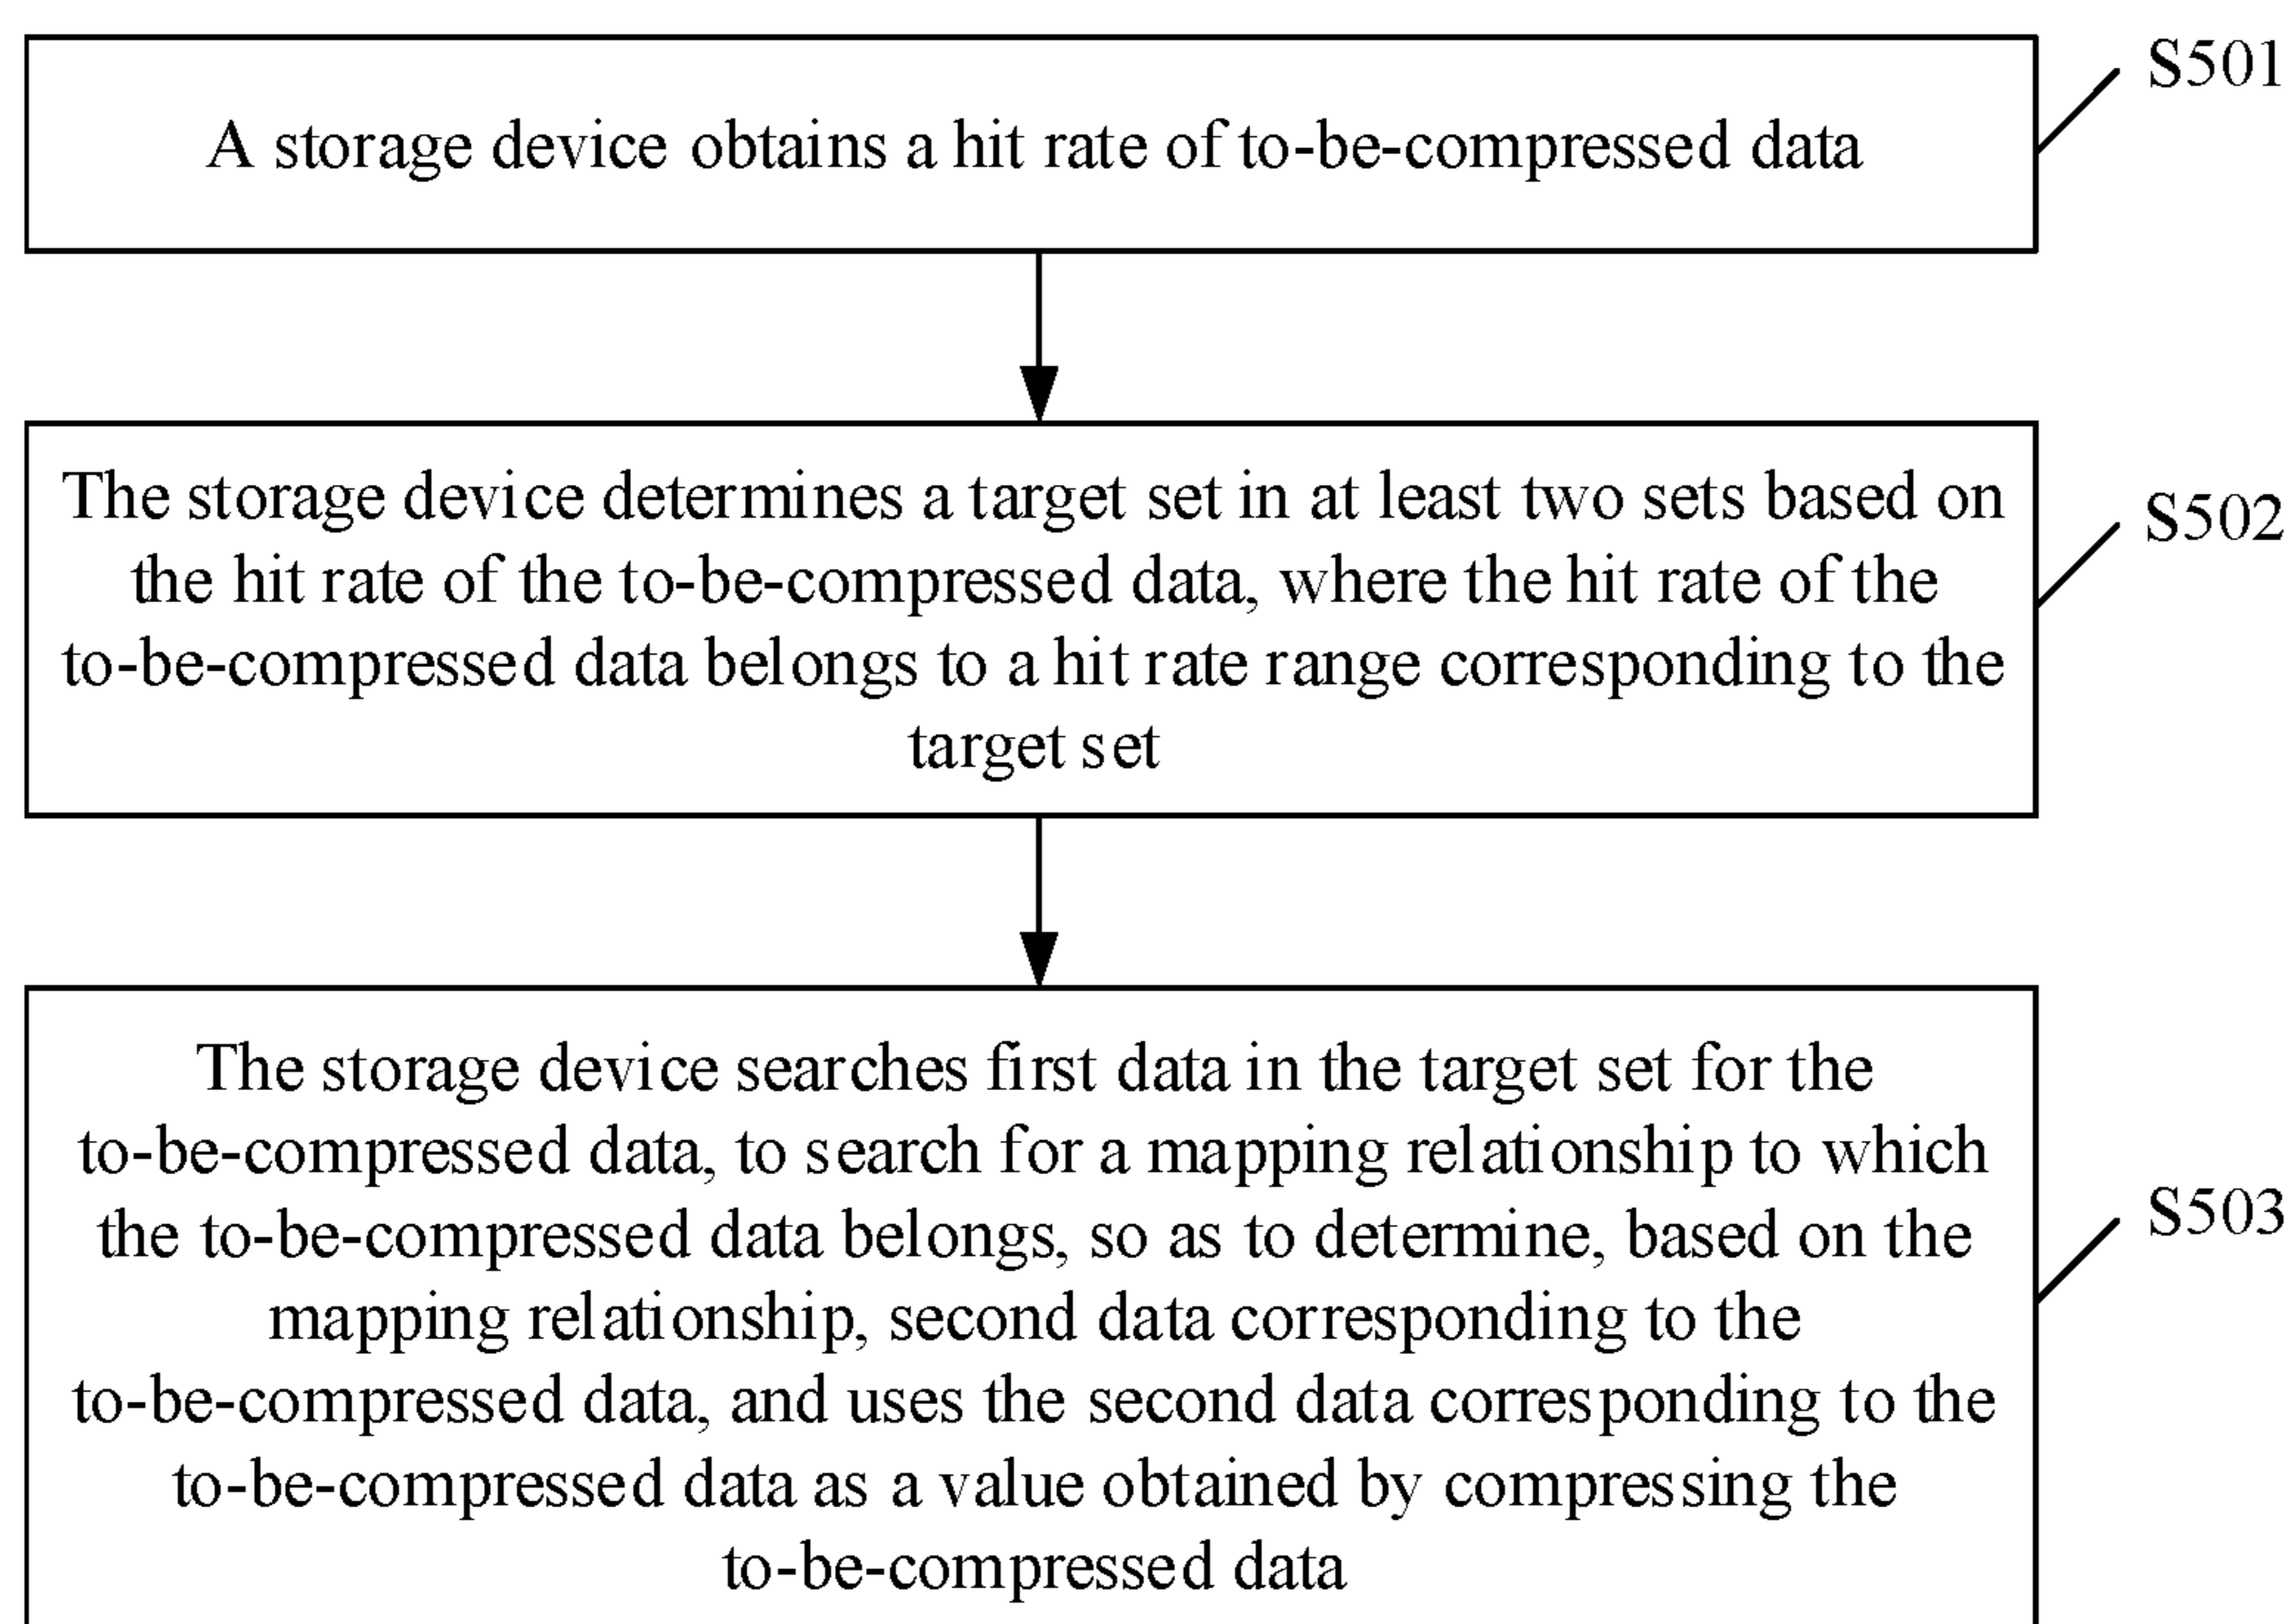 S501
A storage device obtains a hit rate of to-be-compressed data
The storage device determines a target set in at least two sets based on
the hit rate of the to-be-compressed data, where the hit rate of the
to-be-compressed data belongs to a hit rate range corresponding to the
target set
S502
The storage device searches first data in the target set for the
to-be-compressed data, to search for a mapping relationship to which
the to-be-compressed data belongs, so as to determine, based on the
mapping relationship, second data corresponding to the
to-be-compressed data, and uses the second data corresponding to the
to-be-compressed data as a value obtained by compressing the
to-be-compressed data
S503